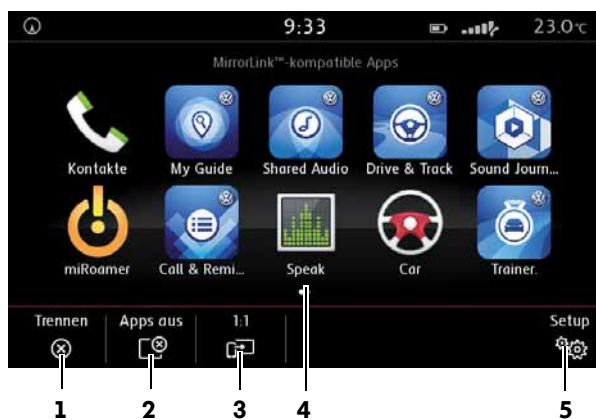 9:33 23.0°C
MirrorLink™-kompatible Apps
Kontakte My Guide Shared Audio Drive & Track Sound Journ...
miRoamer Call & Remi... Speak Car Trainer.
Trennen Apps aus 1:1 Setup
1 2 3 4 5